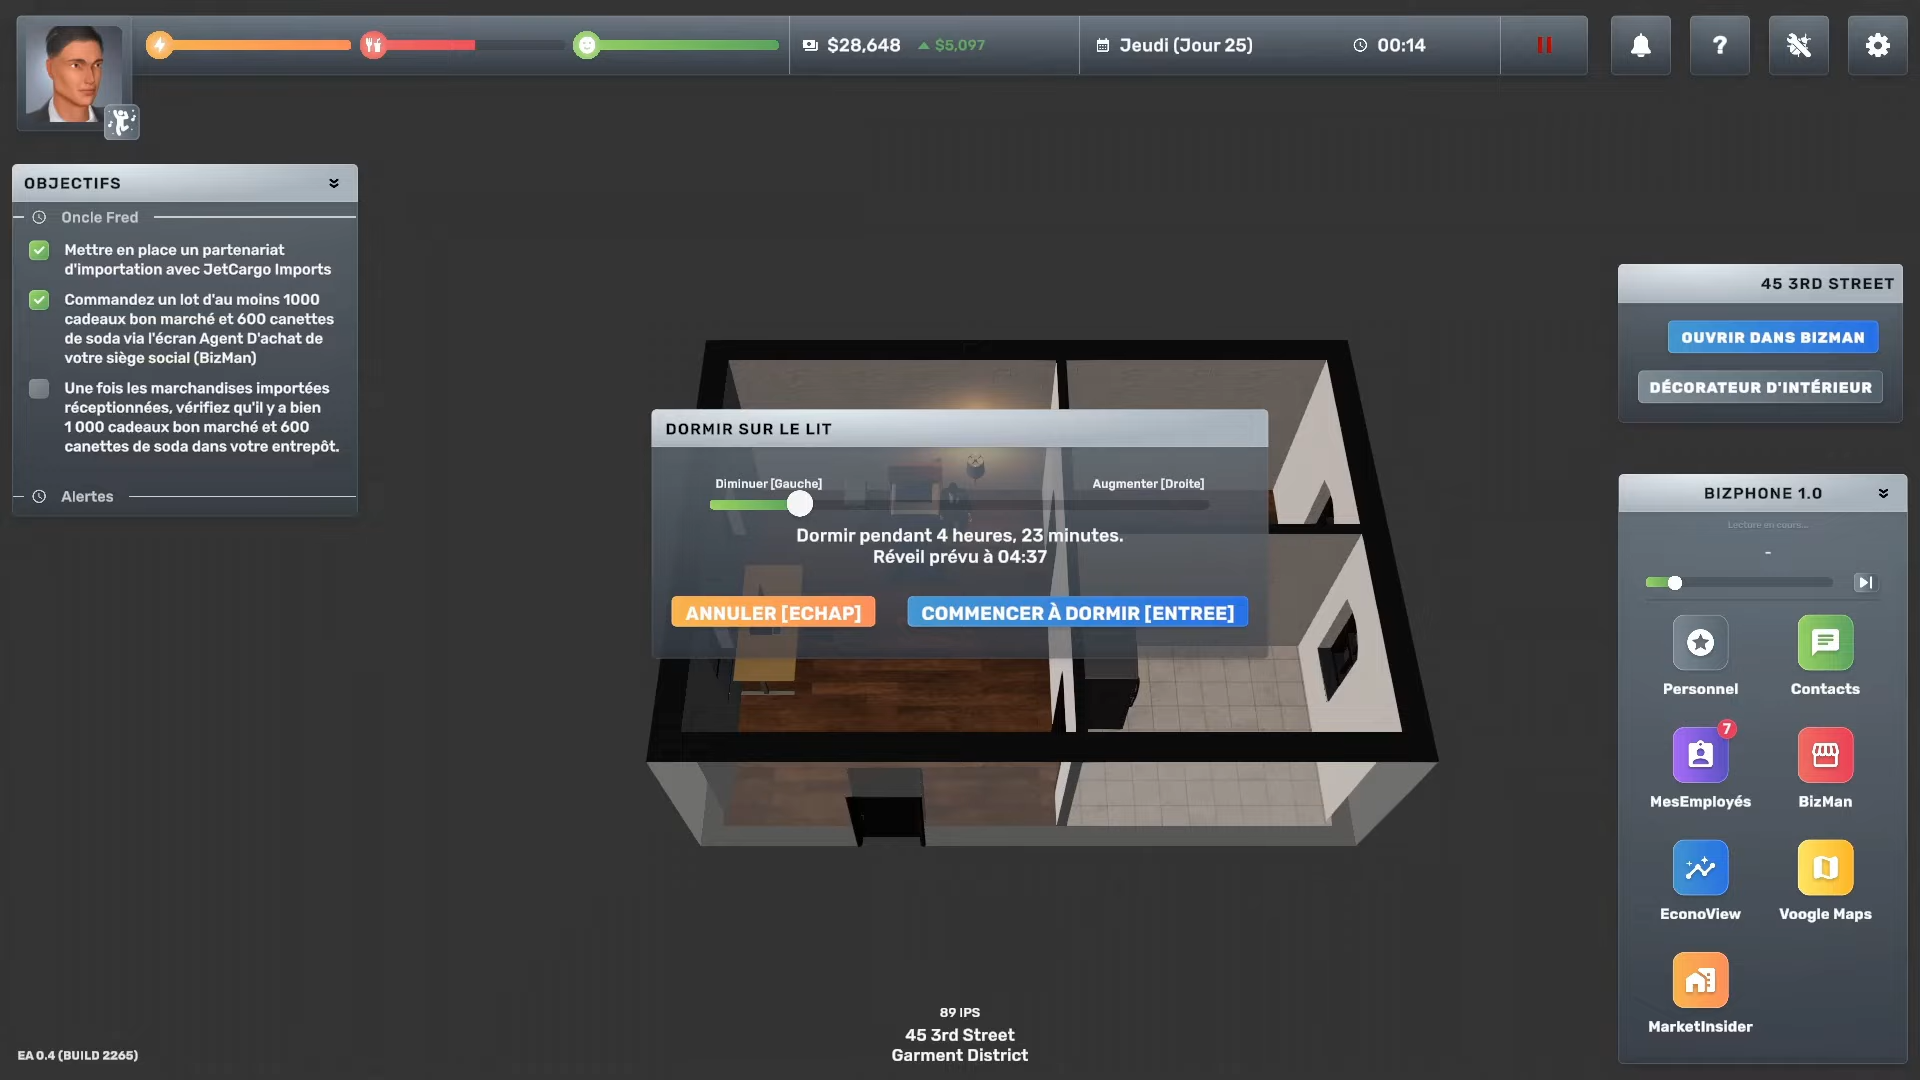 $28,648
$5,097
Jeudi (Jour 25)
00:14
?
OBJECTIFS
Oncle Fred
Mettre en place un partenariat
d'importation avec JetCargo Imports
Commandez un lot d'au moins 1000
cadeaux bon marché et 600 canettes
de soda via l'écran Agent D'achat de
votre siège social (BizMan)
Une fois les marchandises importées
réceptionnées, vérifiez qu'il y a bien
1 000 cadeaux bon marché et 600
canettes de soda dans votre entrepôt.
Alertes
45 3RD STREET
OUVRIR DANS BIZMAN
DÉCORATEUR D'INTÉRIEUR
DORMIR SUR LE LIT
Diminuer [Gauche]
Augmenter [Droite]
Dormir pendant 4 heures, 23 minutes.
Réveil prévu à 04:37
ANNULER [ECHAP]
COMMENCER À DORMIR [ENTREE]
BIZPHONE 1.0
Lecture en cours...
-
Personnel
Contacts
7
MesEmployés
BizMan
EconoView
Voogle Maps
MarketInsider
89 IPS
45 3rd Street
Garment District
EA 0.4 (BUILD 2265)